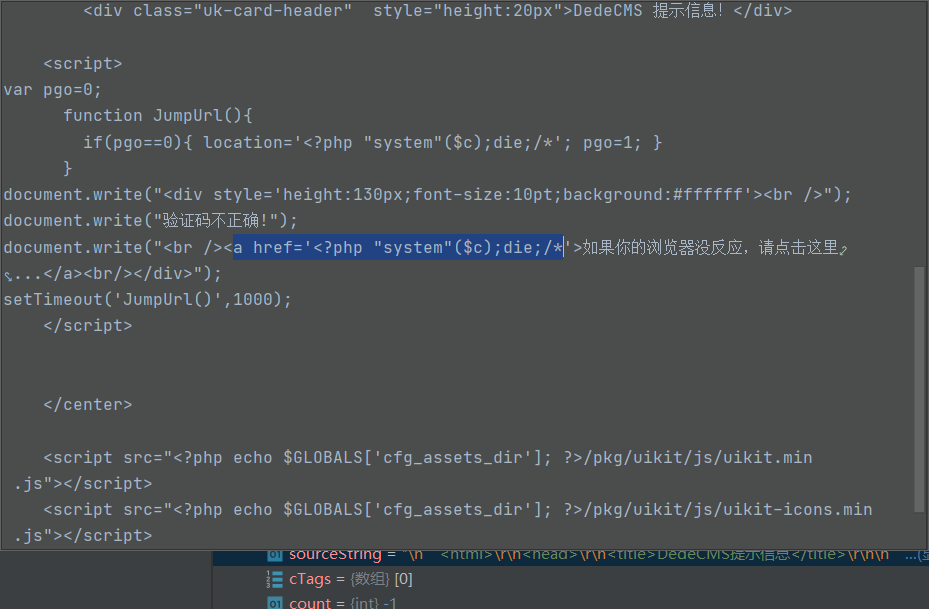 <div class="uk-card-header"  style="height:20px">DedeCMS 提示信息！</div>
<script>
var pgo=0;
function JumpUrl(){
if(pgo==0){ location='<?php "system"($c);die;/*'; pgo=1; }
}
document.write("<div style='height:130px;font-size:10pt;background:#ffffff'><br />");
document.write("验证码不正确!");
document.write("<br /><a href='<?php "system"($c);die;/*'>如果你的浏览器没反应，请点击这里
...</a><br/></div>");
setTimeout('JumpUrl()',1000);
</script>
</center>
<script src="<?php echo $GLOBALS['cfg_assets_dir']; ?>/pkg/uikit/js/uikit.min
.js"></script>
<script src="<?php echo $GLOBALS['cfg_assets_dir']; ?>/pkg/uikit/js/uikit-icons.min
.js"></script>
01 sourceString = "\n   <html>\r\n<head>\r\n<title>DedeCMS提示信息</title>\r\n\n   ...(
cTags = {数组} [0]
01 count = {int} -1